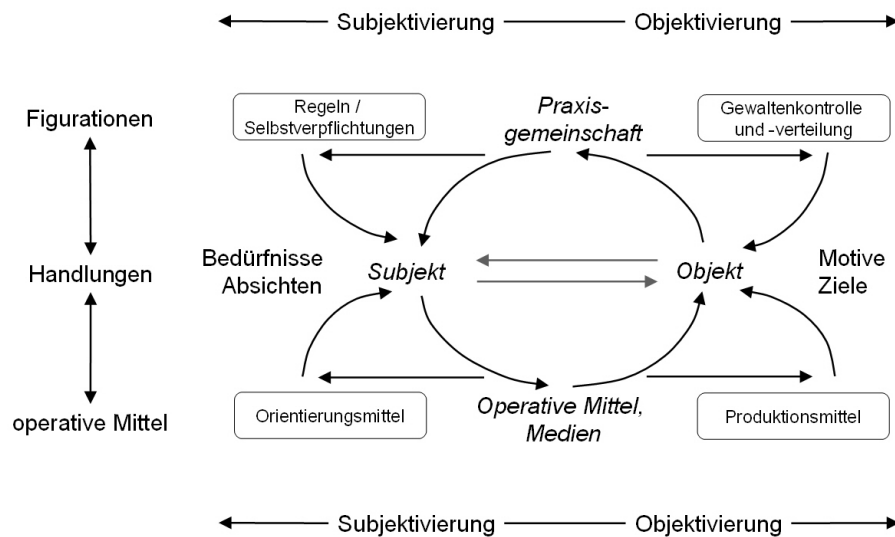 Subjektivierung Objektivierung
Figurationen
Regeln /
Selbstverpflichtungen
Praxis-
gemeinschaft
Gewaltenkontrolle
und -verteilung
Handlungen
Bedürfnisse
Absichten
Subjekt
Objekt
Motive
Ziele
operative Mittel
Orientierungsmittel
Operative Mittel,
Medien
Produktionsmittel
Subjektivierung Objektivierung